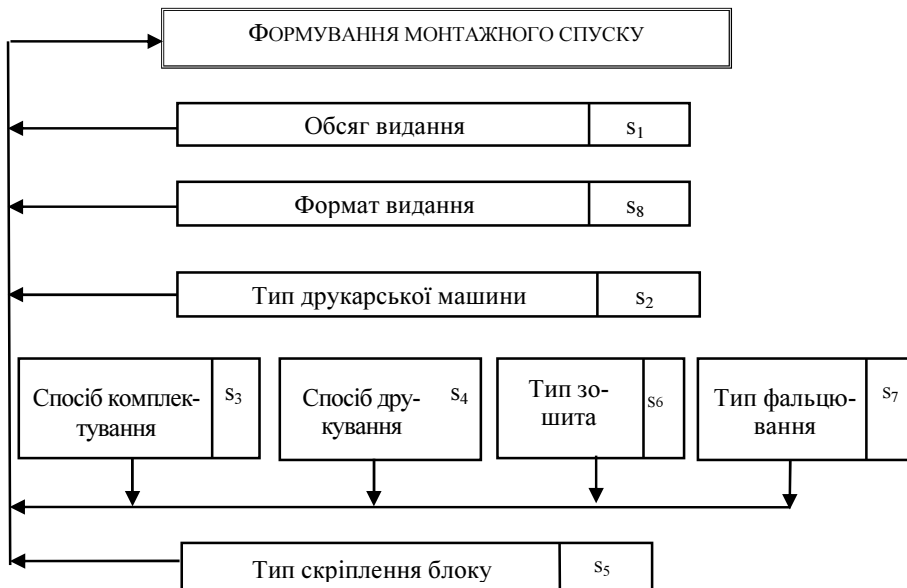 ФОРМУВАННЯ МОНТАЖНОГО СПУСКУ
Обсяг видання s1
Формат видання s8
Тип друкарської машини s2
Спосіб комплек-
тування s3
Спосіб дру-
кування s4
Тип зо-
шита s6
Тип фальцю-
вання s7
Тип скріплення блоку s5